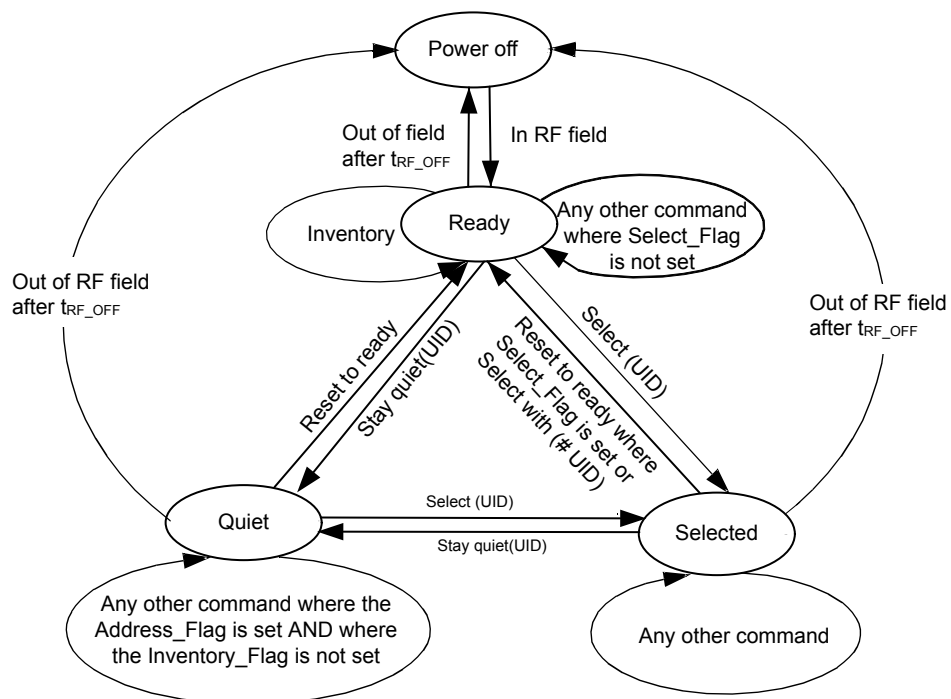 Power off
Out of field
after tRF_OFF
In RF field
Inventory
Ready
Any other command
where Select_Flag
is not set
Out of RF field
after tRF_OFF
Out of RF field
after tRF_OFF
Reset to ready
Stay quiet(UID)
Reset to ready where
Select_Flag is set or
Select with (# UID)
Select (UID)
Quiet
Select (UID)
Stay quiet(UID)
Selected
Any other command where the
Address_Flag is set AND where
the Inventory_Flag is not set
Any other command